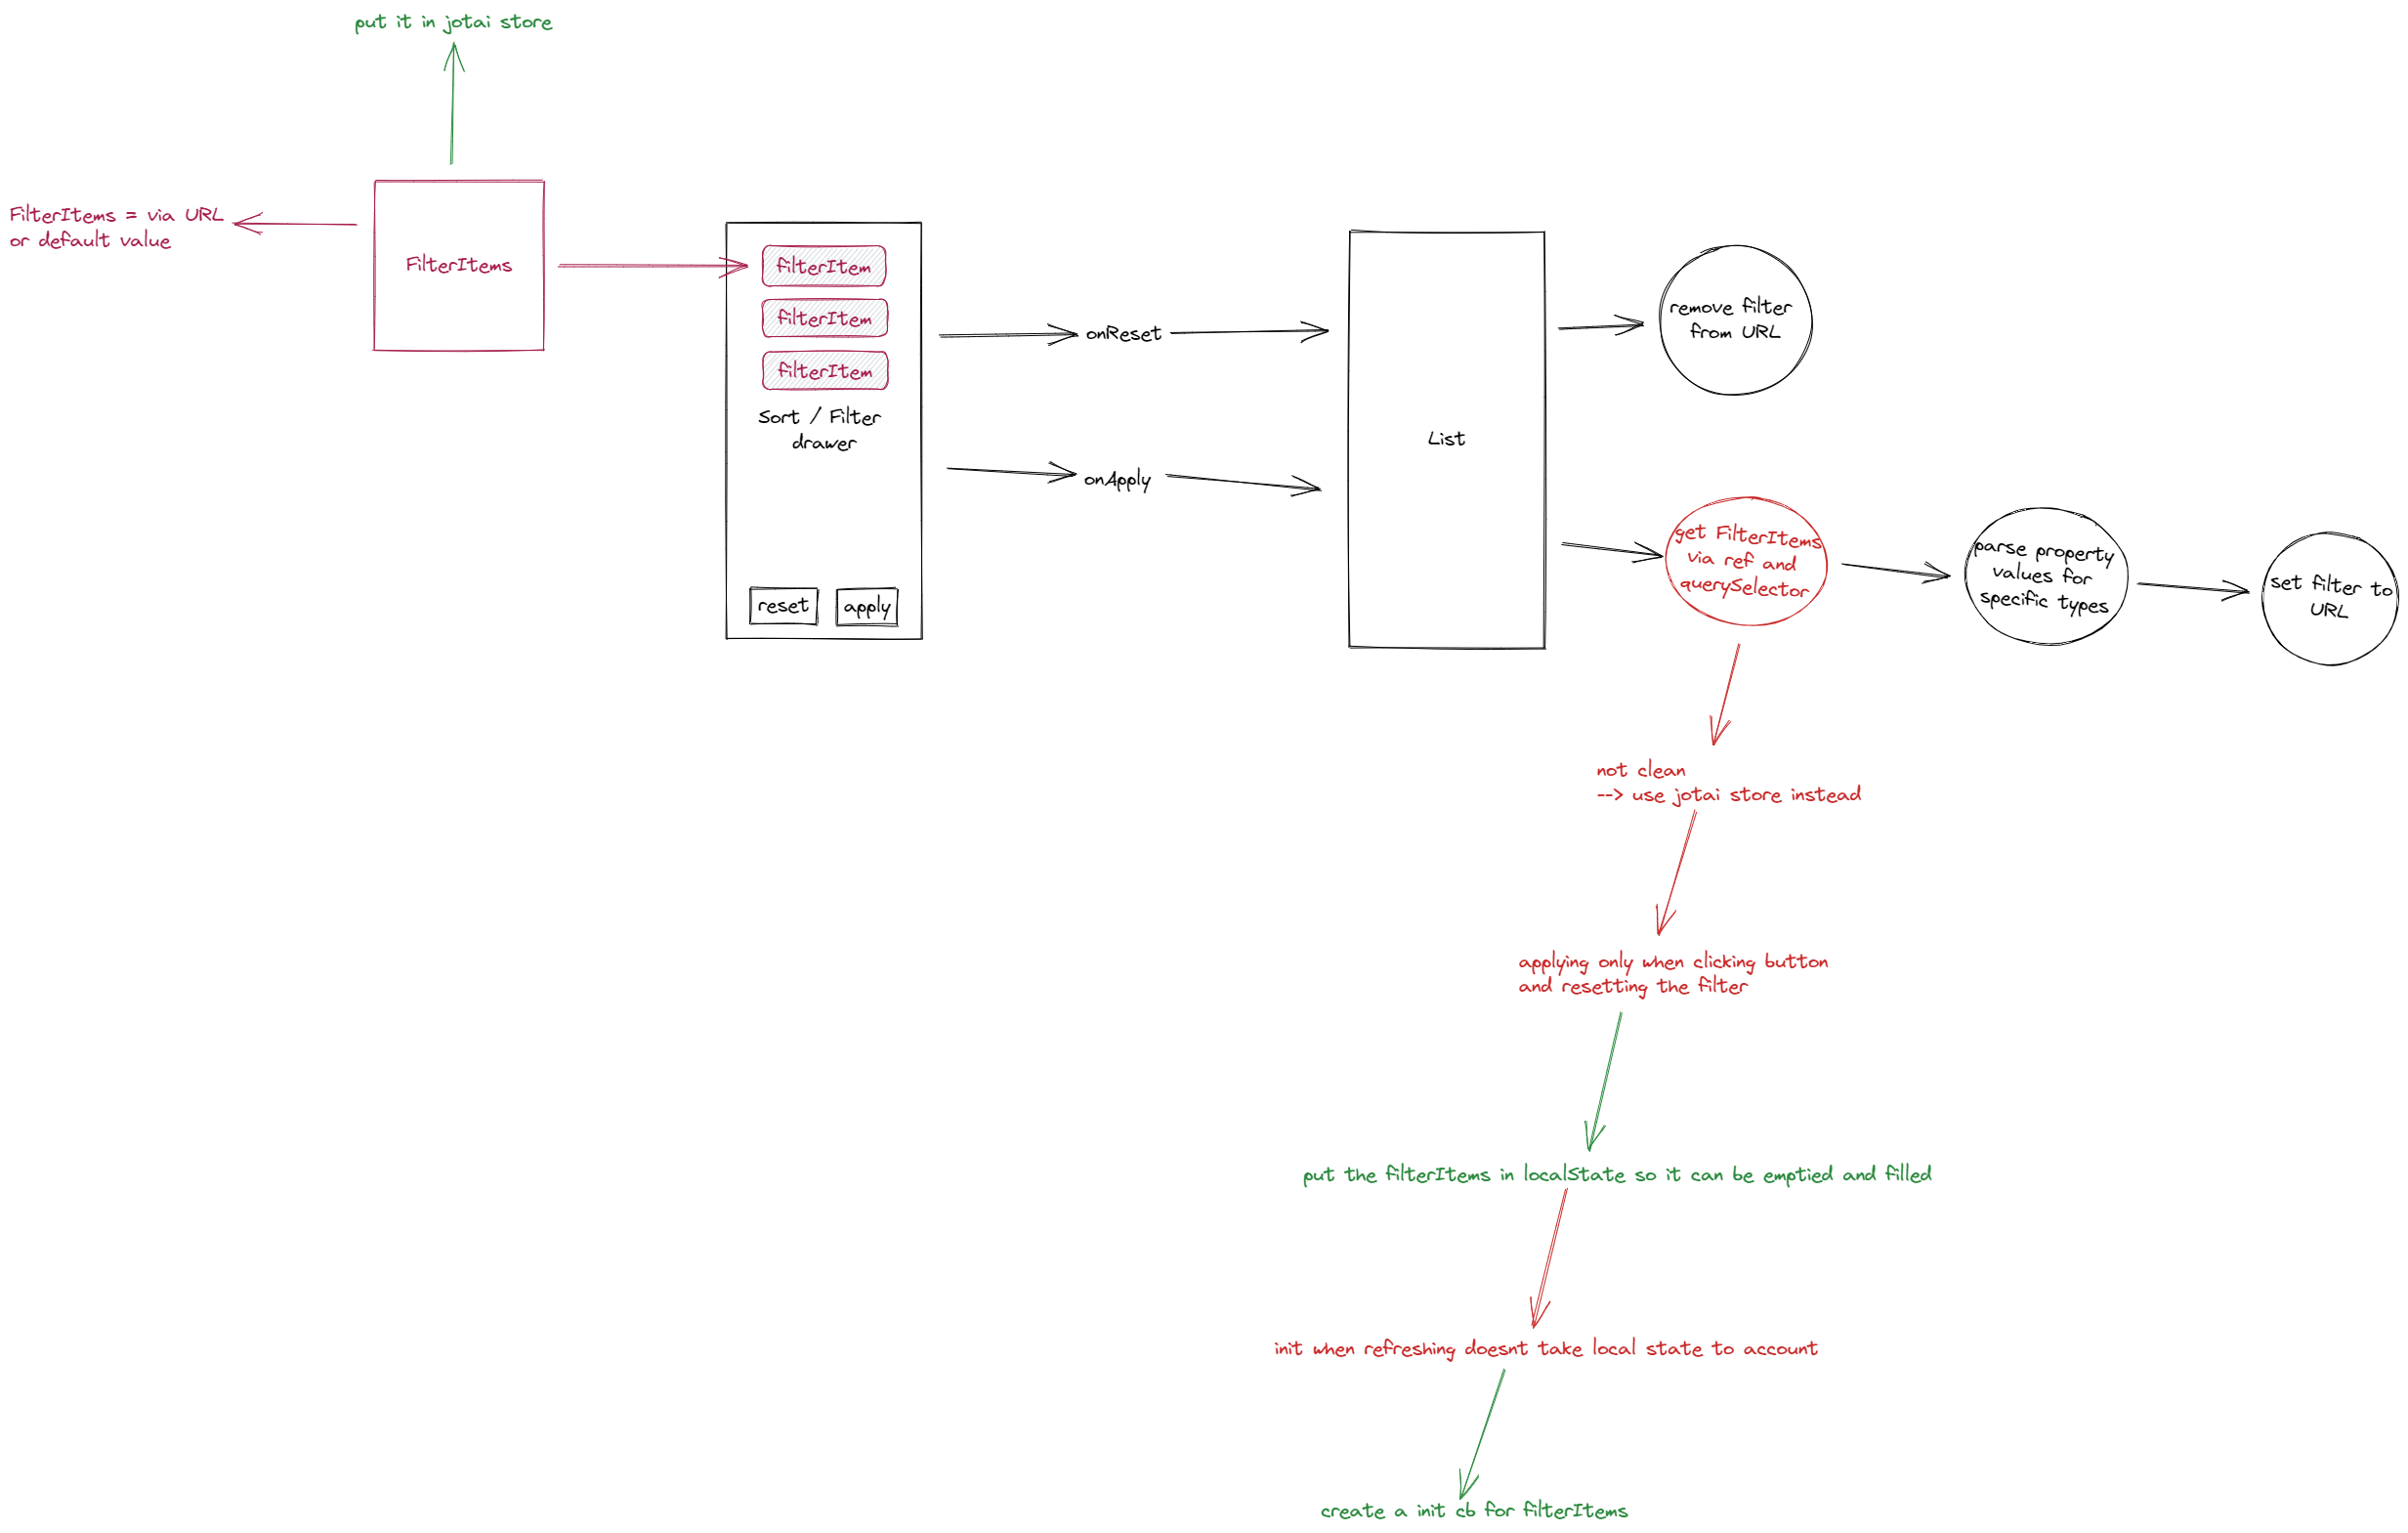 put it in jotai store
FilterItems = via URL
or default value
FilterItems
filterItem
filterItem
filterItem
Sort / Filter
drawer
reset
apply
onReset
onApply
List
remove filter
from URL
get FilterItems
via ref and
querySelector
parse property
values for
specific types
set filter to
URL
not clean
--> use jotai store instead
applying only when clicking button
and resetting the filter
put the filterItems in localState so it can be emptied and filled
init when refreshing doesnt take local state to account
create a init cb for filterItems